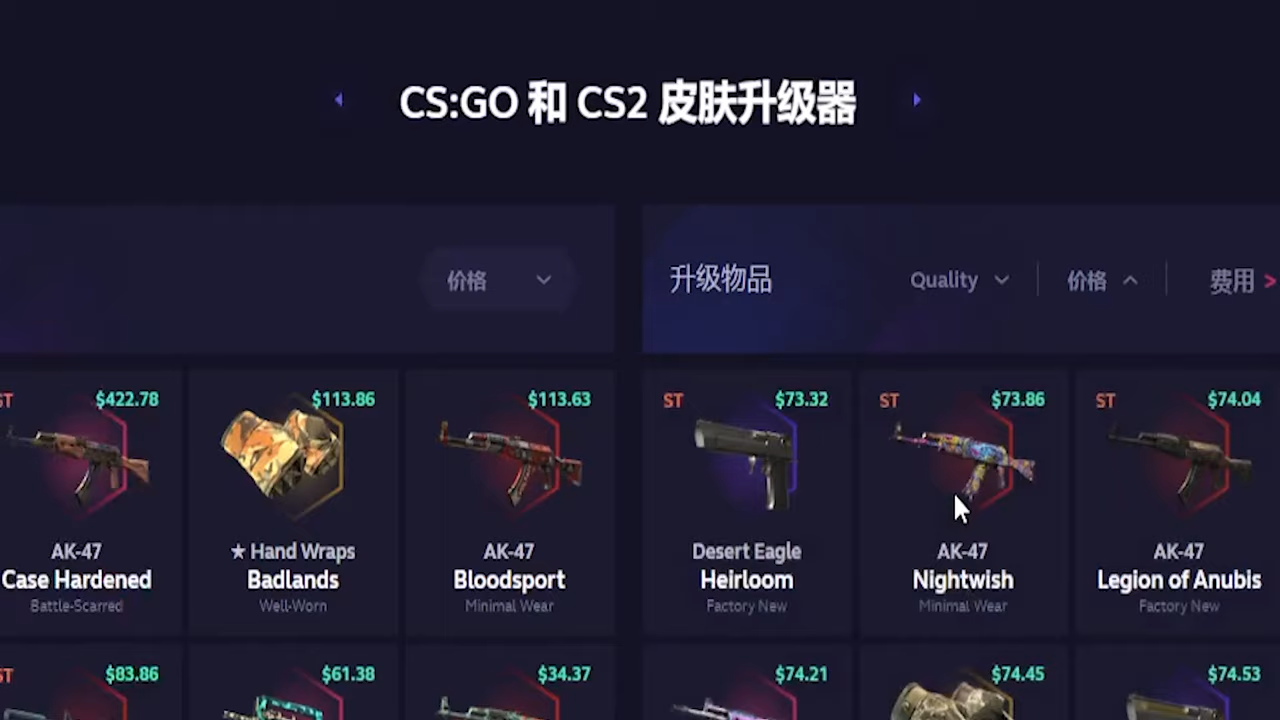 CS:GO 和 CS2 皮肤升级器
价格
升级物品
Quality
价格
费用 >
ST
$422.78
AK-47
Case Hardened
Battle-Scarred
$113.86
★ Hand Wraps
Badlands
Well-Worn
$113.63
AK-47
Bloodsport
Minimal Wear
ST
$73.32
Desert Eagle
Heirloom
Factory New
ST
$73.86
AK-47
Nightwish
Minimal Wear
ST
$74.04
AK-47
Legion of Anubis
Factory New
ST
$83.86
$61.38
$34.37
$74.21
$74.45
$74.53